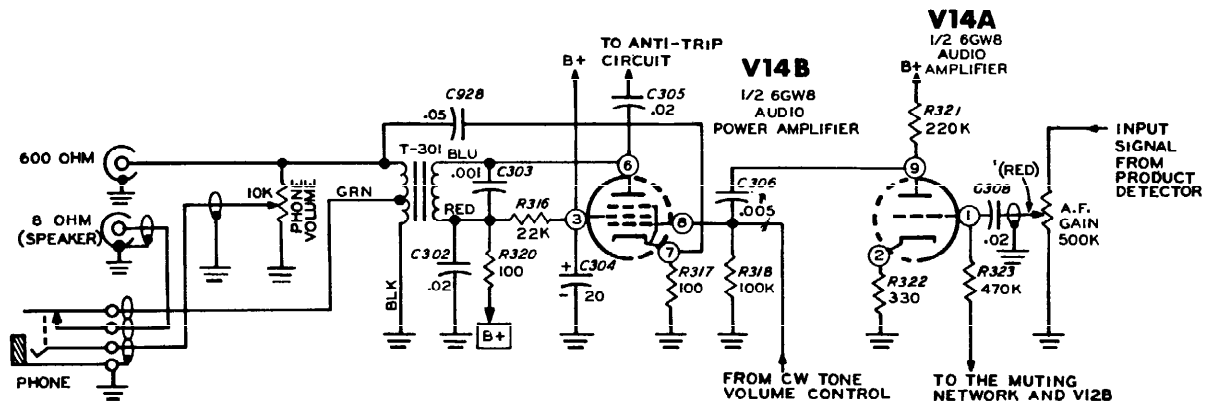 V14A
1/2 6GW8
AUDIO
AMPLIFIER
B+
TO ANTI-TRIP
CIRCUIT
B+
V14B
1/2 6GW8
AUDIO
POWER AMPLIFIER
C928
.05
C305
.02
R321
220K
INPUT
SIGNAL
FROM
PRODUCT
DETECTOR
600 OHM
T-301
BLU
.001
C303
6
9
(RED)
10K
PHONE
VOLUME
GRN
RED
R316
22K
3
8
C306
.005
1
C308
.02
A.F.
GAIN
500K
8 OHM
(SPEAKER)
C302
.02
R320
100
C304
+
-
20
7
R317
100
R318
100K
2
R322
330
R323
470K
BLK
B+
PHONE
FROM CW TONE
VOLUME CONTROL
TO THE MUTING
NETWORK AND V12B